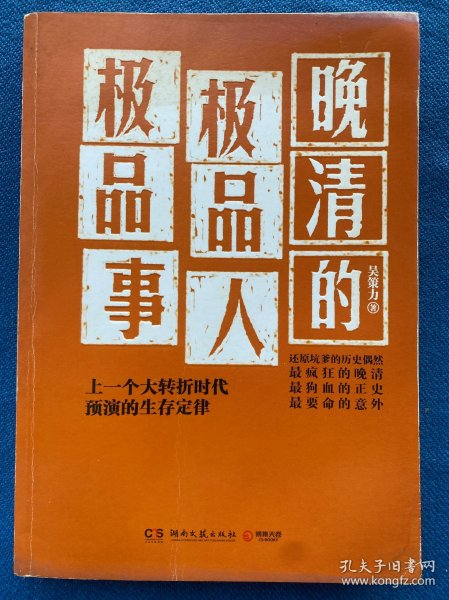 晚清的
极品人
极品事
吴策力 著
还原坑爹的历史偶然
最疯狂的晚清
最狗血的正史
最要命的意外
上一个大转折时代
预演的生存定律
CS 湖南文艺出版社
博集天卷
CS-BOOKY
孔夫子旧书网
www.kongfz.com